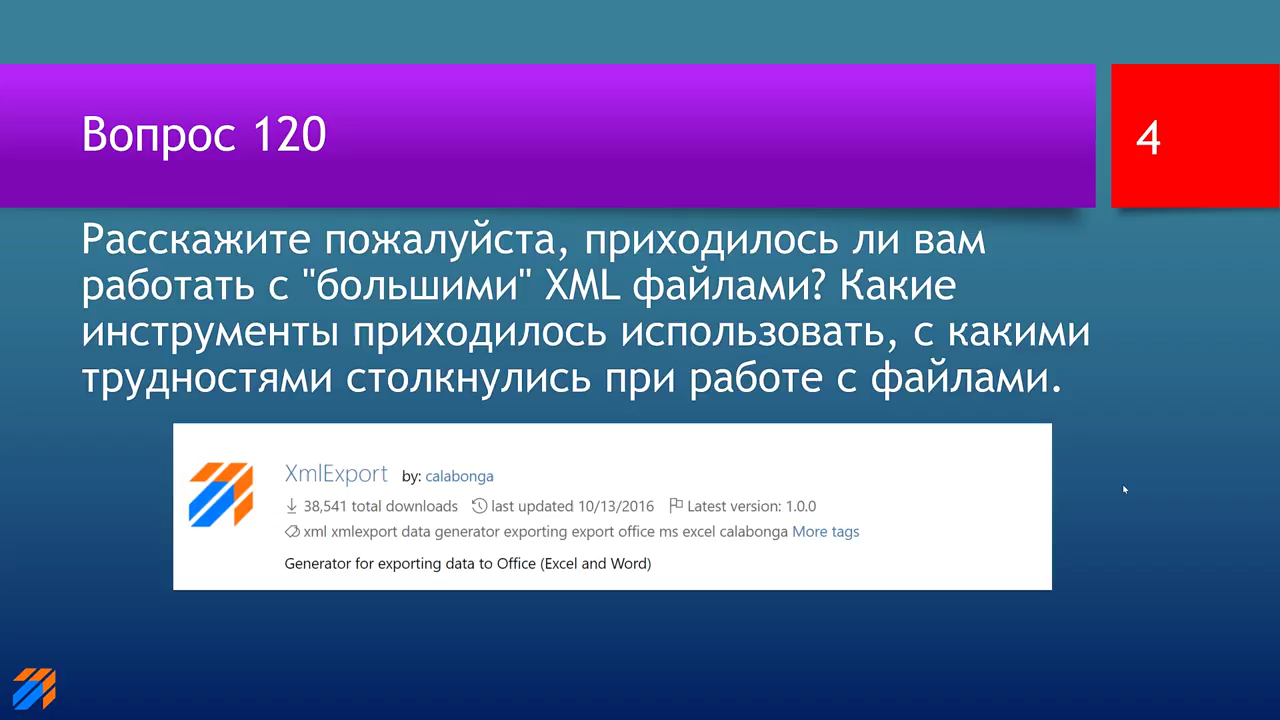 Вопрос 120
4
Расскажите пожалуйста, приходилось ли вам
работать с "большими" XML файлами? Какие
инструменты приходилось использовать, с какими
трудностями столкнулись при работе с файлами.
XmlExport by: calabonga
38,541 total downloads last updated 10/13/2016 Latest version: 1.0.0
xml xmlexport data generator exporting export office ms excel calabonga More tags
Generator for exporting data to Office (Excel and Word)